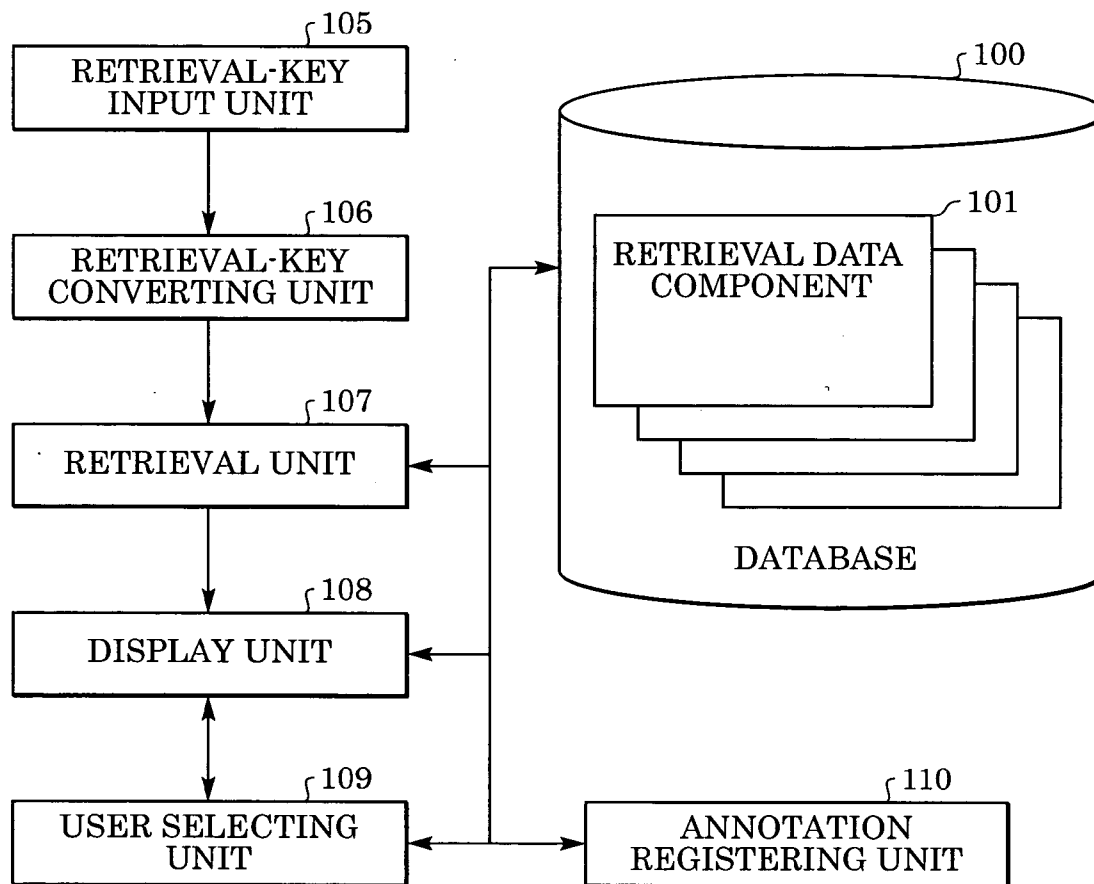 105
RETRIEVAL-KEY
INPUT UNIT
106
RETRIEVAL-KEY
CONVERTING UNIT
107
RETRIEVAL UNIT
108
DISPLAY UNIT
109
USER SELECTING
UNIT
100
101
RETRIEVAL DATA
COMPONENT
DATABASE
110
ANNOTATION
REGISTERING UNIT